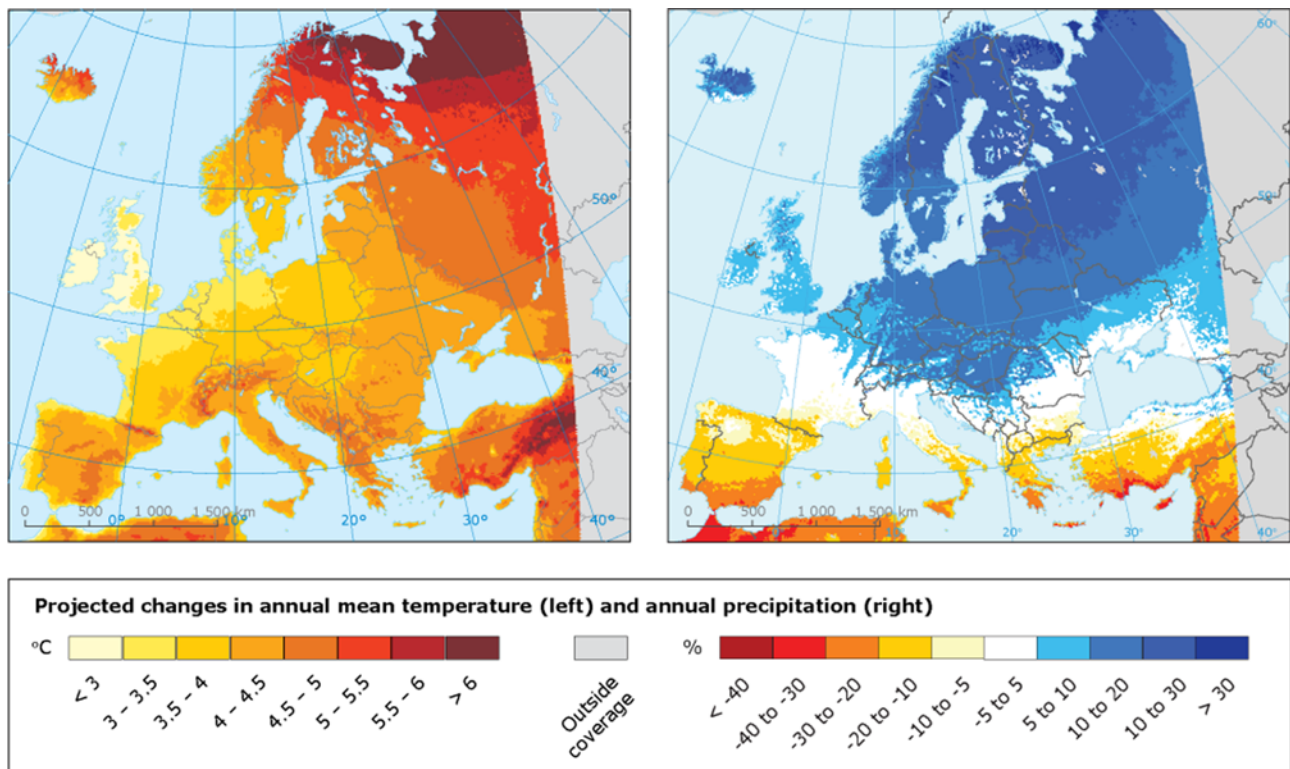 60°
50°
50°
40°
40°
0 500 1 000 1 500 km
0° 10° 20° 30° 40°
0 500 1 000 1 500 km
20° 30° 40°
Projected changes in annual mean temperature (left) and annual precipitation (right)
°C
< 3
3 – 3.5
3.5 – 4
4 – 4.5
4.5 – 5
5 – 5.5
5.5 – 6
> 6
Outside
coverage
%
< -40
-40 to -30
-30 to -20
-20 to -10
-10 to -5
-5 to 5
5 to 10
10 to 20
10 to 30
> 30